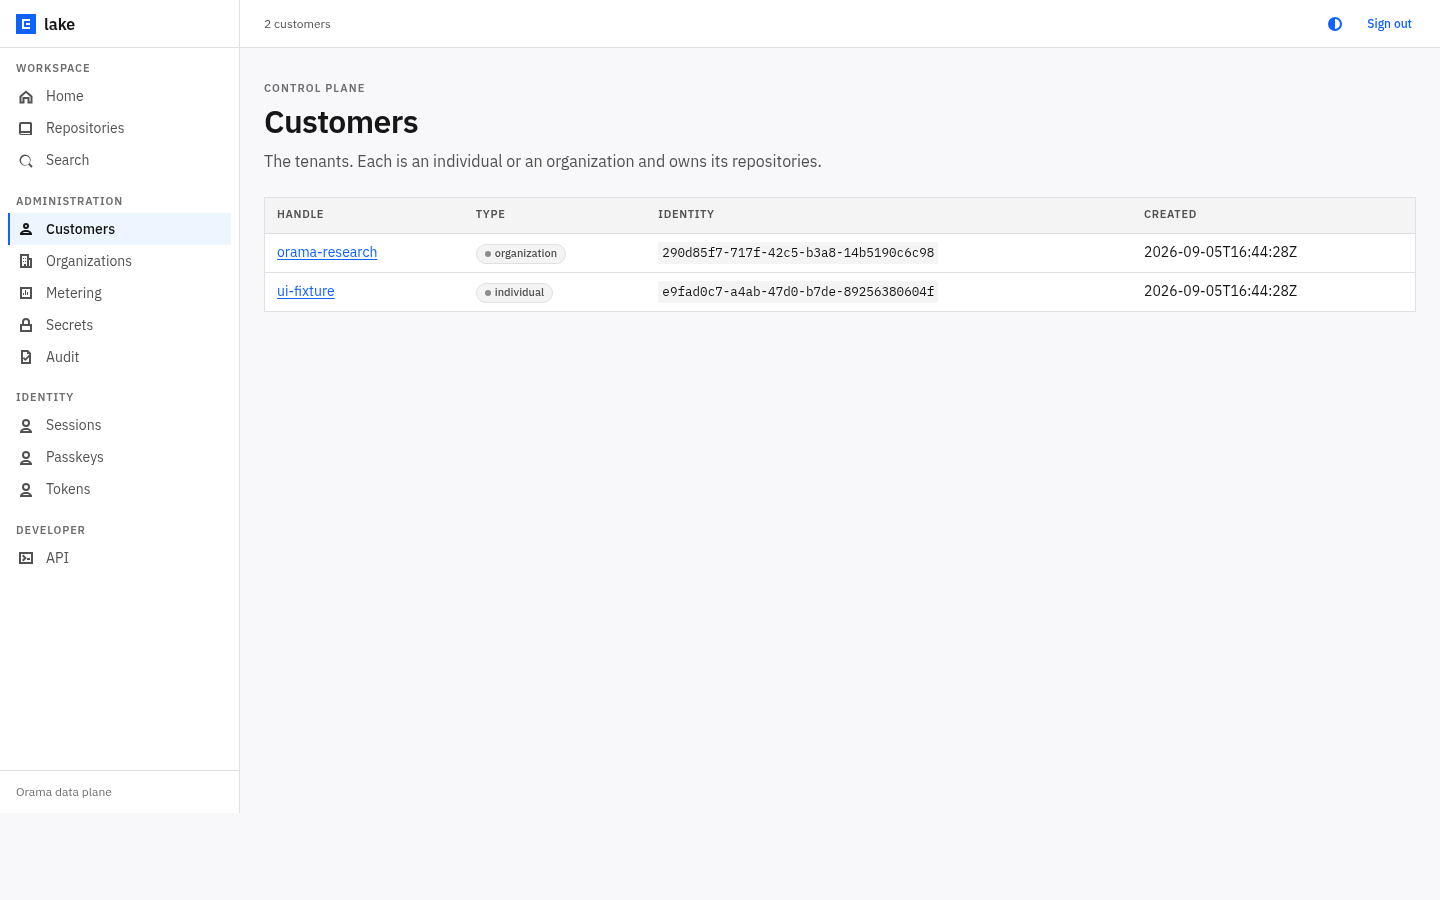 lake
2 customers
Sign out
WORKSPACE
Home
Repositories
Search
ADMINISTRATION
Customers
Organizations
Metering
Secrets
Audit
IDENTITY
Sessions
Passkeys
Tokens
DEVELOPER
API
Orama data plane
CONTROL PLANE
Customers
The tenants. Each is an individual or an organization and owns its repositories.
HANDLE TYPE IDENTITY CREATED
orama-research organization 290d85f7-717f-42c5-b3a8-14b5190c6c98 2026-09-05T16:44:28Z
ui-fixture individual e9fad0c7-a4ab-47d0-b7de-89256380604f 2026-09-05T16:44:28Z